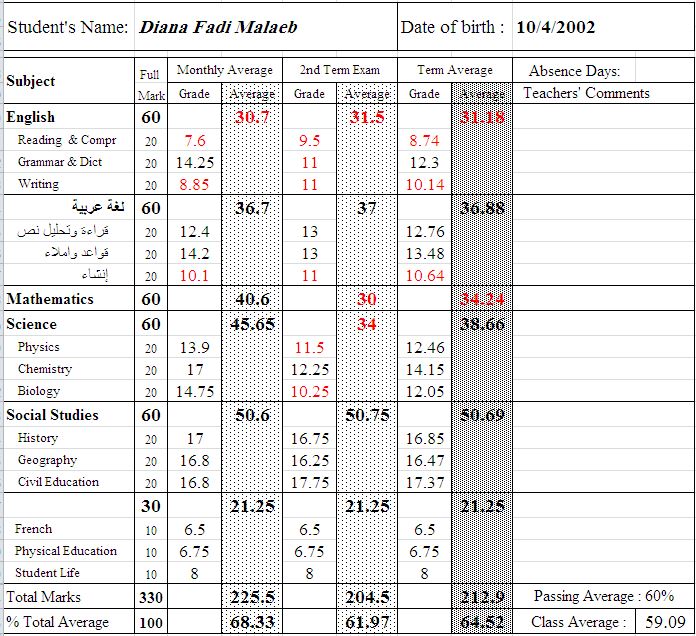 Student's Name: Diana Fadi Malaeb Date of birth : 10/4/2002
Subject Full Mark Monthly Average 2nd Term Exam Term Average Absence Days:
Grade Average Grade Average Grade Average Teachers' Comments
English 60 30.7 31.5 31.18
Reading & Compr 20 7.6 9.5 8.74
Grammar & Dict 20 14.25 11 12.3
Writing 20 8.85 11 10.14
لغة عربية 60 36.7 37 36.88
قراءة وتحليل نص 20 12.4 13 12.76
قواعد واملاء 20 14.2 13 13.48
إنشاء 20 10.1 11 10.64
Mathematics 60 40.6 30 34.24
Science 60 45.65 34 38.66
Physics 20 13.9 11.5 12.46
Chemistry 20 17 12.25 14.15
Biology 20 14.75 10.25 12.05
Social Studies 60 50.6 50.75 50.69
History 20 17 16.75 16.85
Geography 20 16.8 16.25 16.47
Civil Education 20 16.8 17.75 17.37
30 21.25 21.25 21.25
French 10 6.5 6.5 6.5
Physical Education 10 6.75 6.75 6.75
Student Life 10 8 8 8
Total Marks 330 225.5 204.5 212.9 Passing Average : 60%
% Total Average 100 68.33 61.97 64.52 Class Average : 59.09